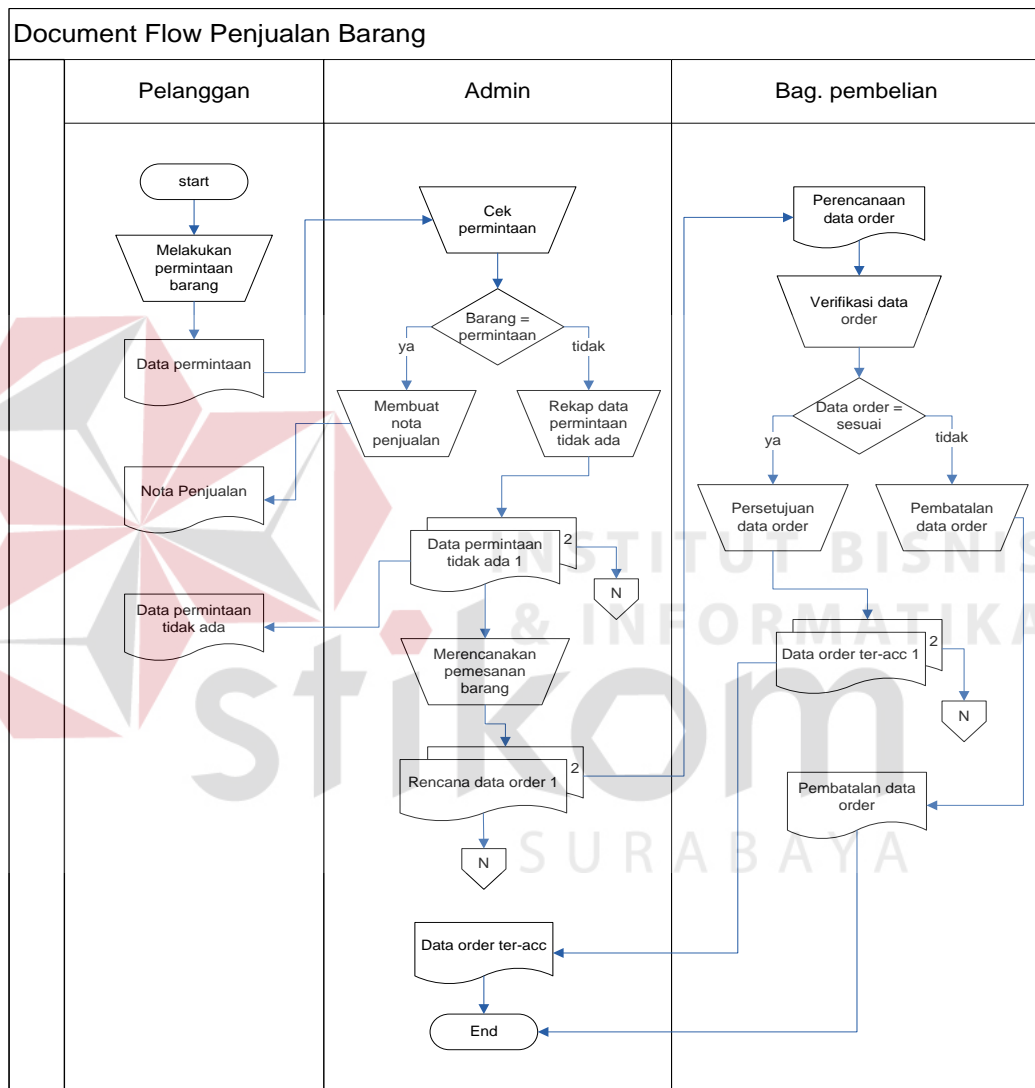 Document Flow Penjualan Barang
Pelanggan
Admin
Bag. pembelian
start
Melakukan
permintaan
barang
Data permintaan
Nota Penjualan
Data permintaan
tidak ada
Cek
permintaan
Barang =
permintaan
ya
tidak
Membuat
nota
penjualan
Rekap data
permintaan
tidak ada
Data permintaan
tidak ada 1
2
N
Merencanakan
pemesanan
barang
Rencana data order 1
2
N
Data order ter-acc
End
Perencanaan
data order
Verifikasi data
order
Data order =
sesuai
ya
tidak
Persetujuan
data order
Pembatalan
data order
Data order ter-acc 1
2
N
Pembatalan data
order
INSTITUT BISNIS
& INFORMATIKA
stikom
SURABAYA